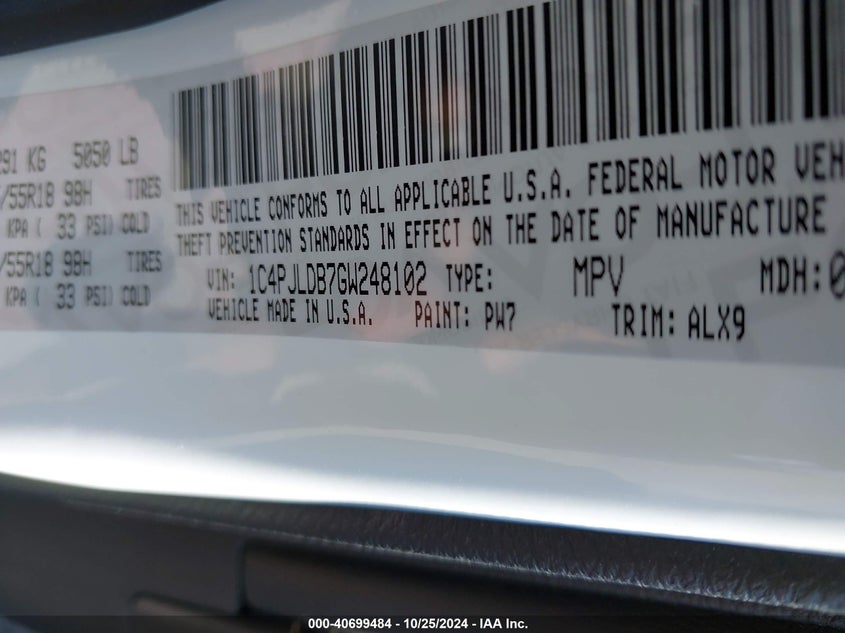 291 KG 5050 LB
/55R18 98H TIRES
KPA ( 33 PSI) COLD
/55R18 98H TIRES
KPA ( 33 PSI) COLD
THIS VEHICLE CONFORMS TO ALL APPLICABLE U.S.A. FEDERAL MOTOR VEH
THEFT PREVENTION STANDARDS IN EFFECT ON THE DATE OF MANUFACTURE
VIN: 1C4PJLDB7GW248102 TYPE: MPV MDH:0
VEHICLE MADE IN U.S.A. PAINT: PW7 TRIM: ALX9
000-40699484 - 10/25/2024 - IAA Inc.